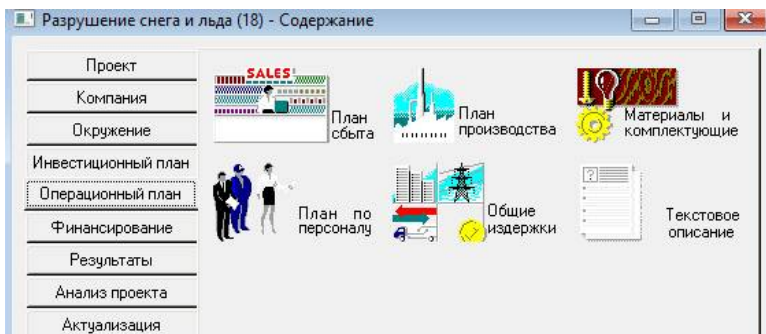 Разрушение снега и льда (18) - Содержание
Проект
Компания
Окружение
Инвестиционный план
Операционный план
Финансирование
Результаты
Анализ проекта
Актуализация
SALES!
План
сбыта
План
производства
Материалы и
комплектующие
План по
персоналу
Общие
издержки
?
Текстовое
описание